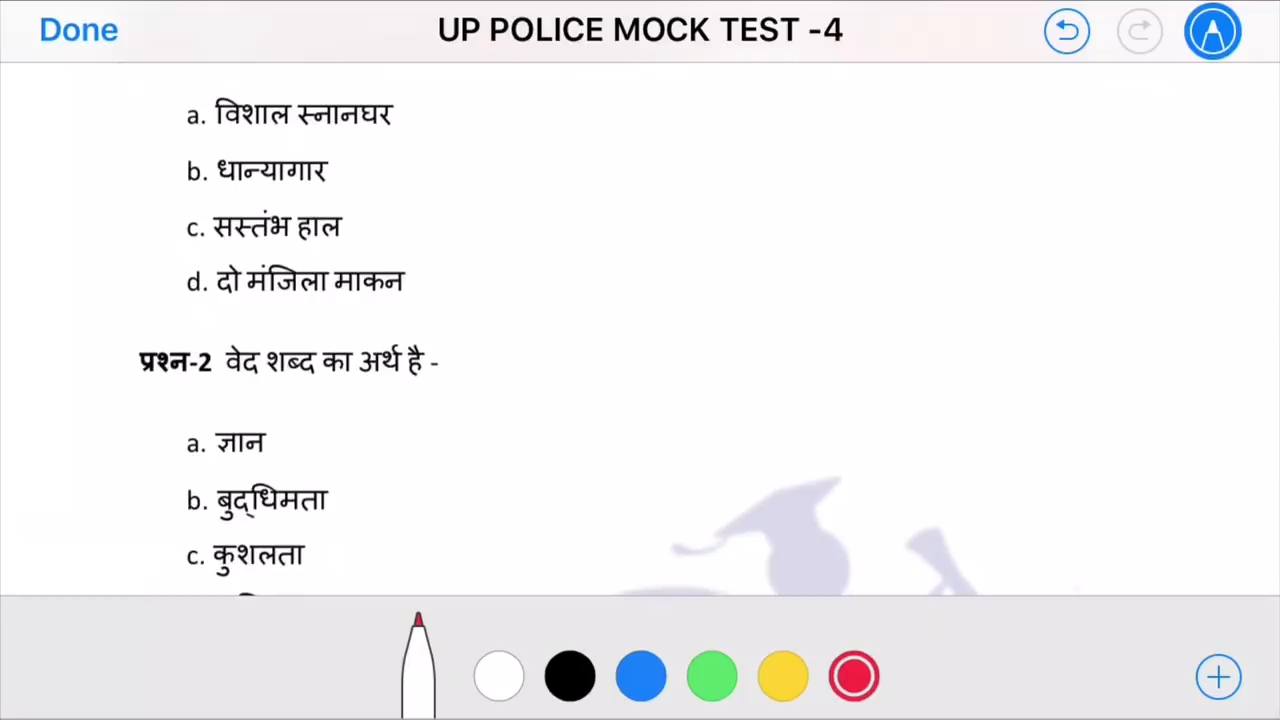 Done
UP POLICE MOCK TEST -4
a. विशाल स्नानघर
b. धान्यागार
c. सस्तंभ हाल
d. दो मंजिला माकन
प्रश्न-2 वेद शब्द का अर्थ है -
a. ज्ञान
b. बुद्धिमता
c. कुशलता